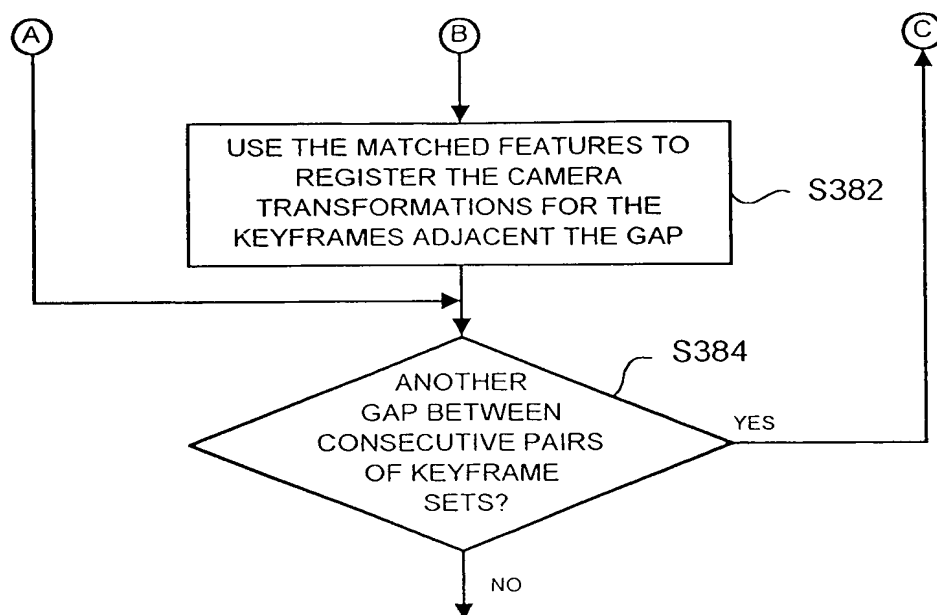 A
B
C
USE THE MATCHED FEATURES TO
REGISTER THE CAMERA
TRANSFORMATIONS FOR THE
KEYFRAMES ADJACENT THE GAP
S382
S384
ANOTHER
GAP BETWEEN
CONSECUTIVE PAIRS
OF KEYFRAME
SETS?
YES
NO